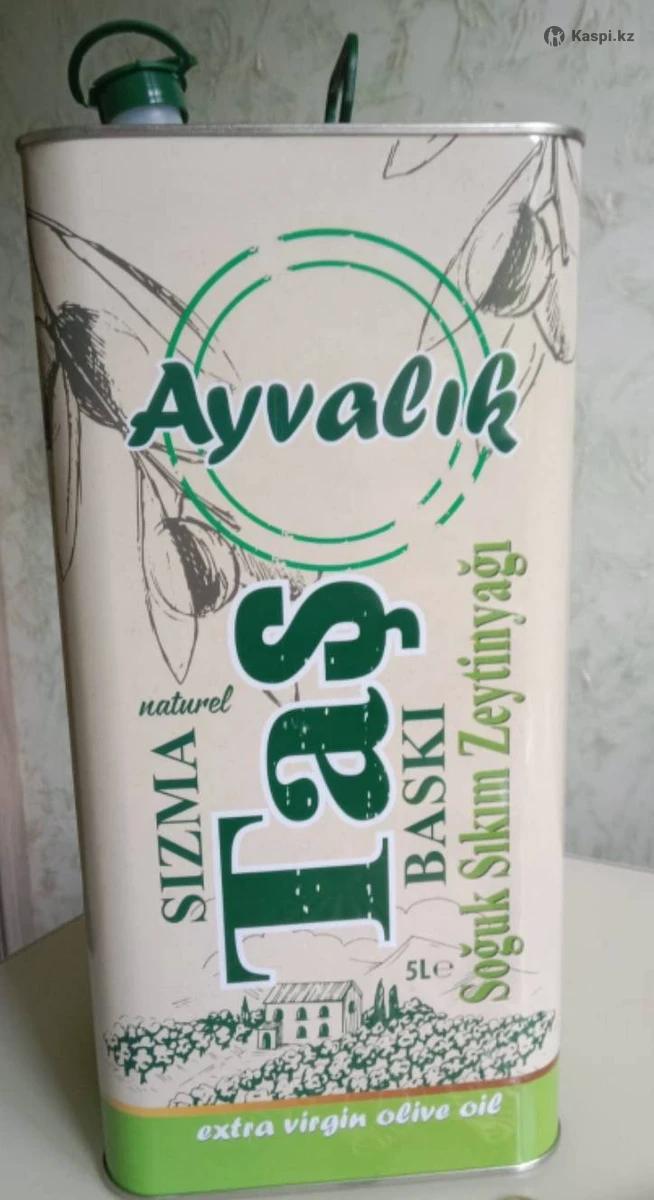 Kaspi.kz
Ayvalık
naturel
SIZMA
Taş
BASKI
Soğuk Sıkım Zeytinyağı
5L℮
extra virgin olive oil